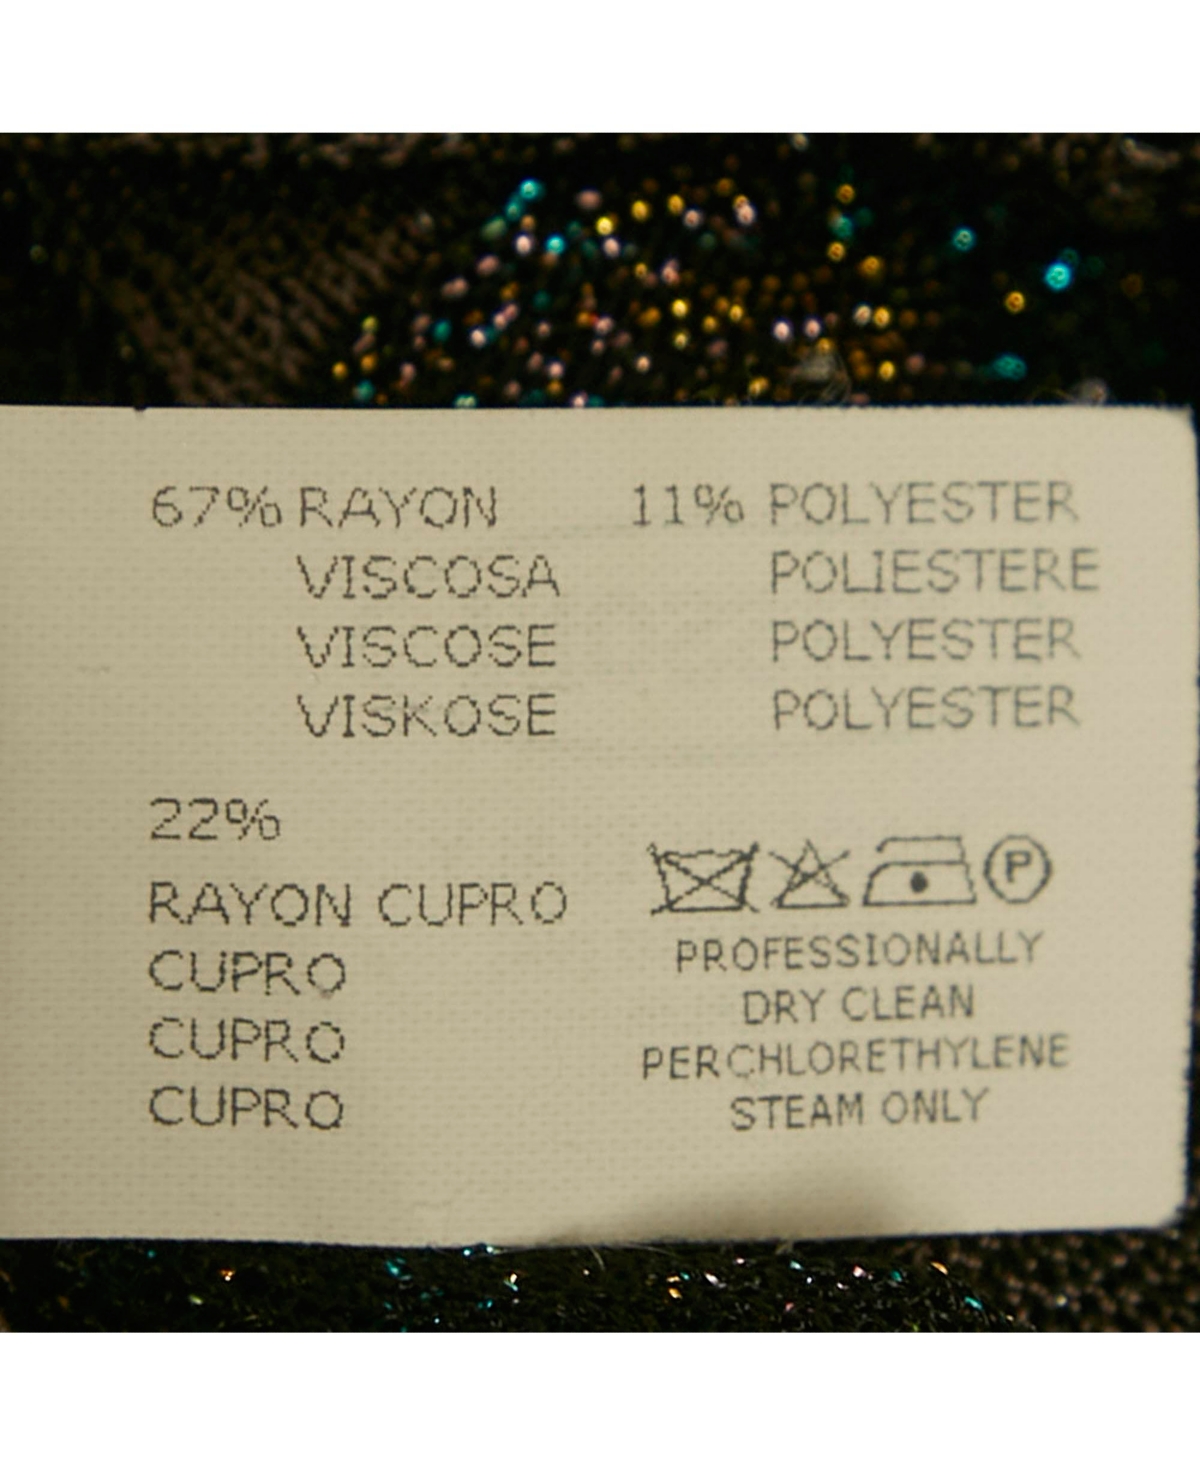 67% RAYON
VISCOSA
VISCOSE
VISKOSE
22%
RAYON CUPRO
CUPRO
CUPRO
CUPRO
11% POLYESTER
POLIESTERE
POLYESTER
POLYESTER
P
PROFESSIONALLY
DRY CLEAN
PERCHLORETHYLENE
STEAM ONLY